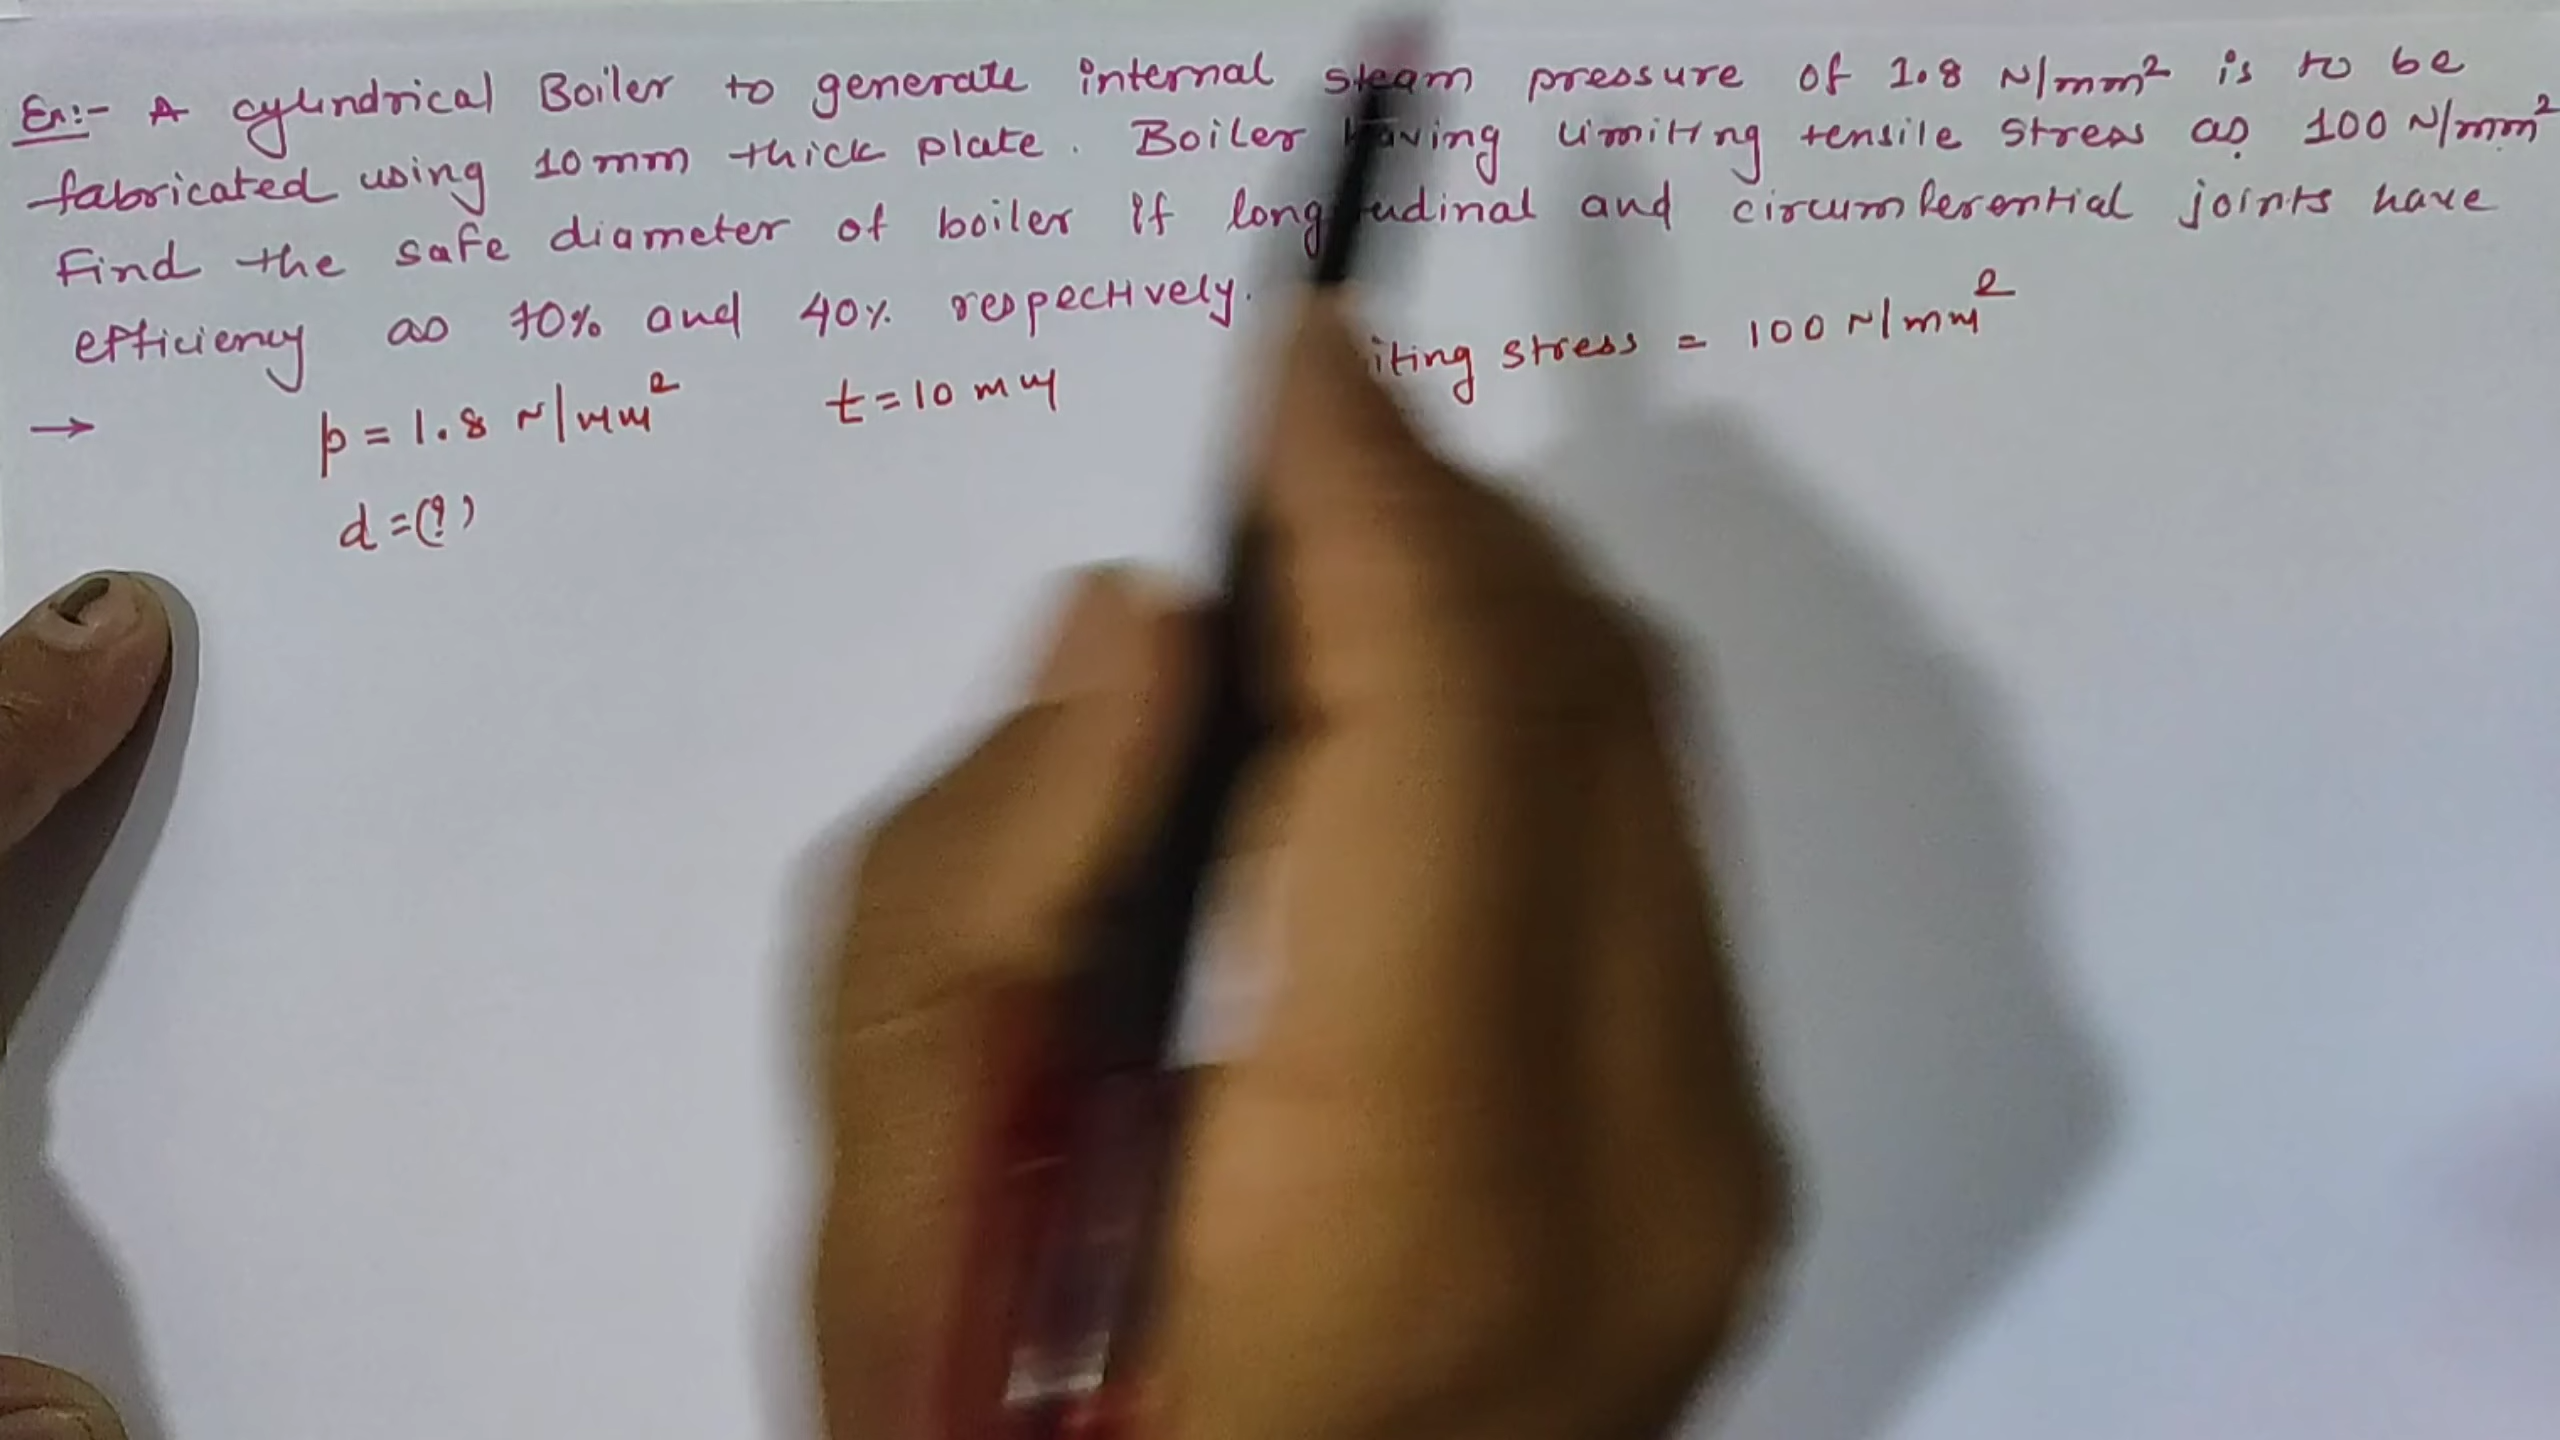 Ex:- A cylindrical Boiler to generate internal steam pressure of 1.8 N/mm² is to be
fabricated using 10mm thick plate. Boiler having limiting tensile stress as 100 N/mm²
Find the safe diameter of boiler if longitudinal and circumferential joints have
efficiency as 70% and 40% respectively.
→ p = 1.8 N/mm² t = 10 mm iting stress = 100 N/mm²
d = (?)